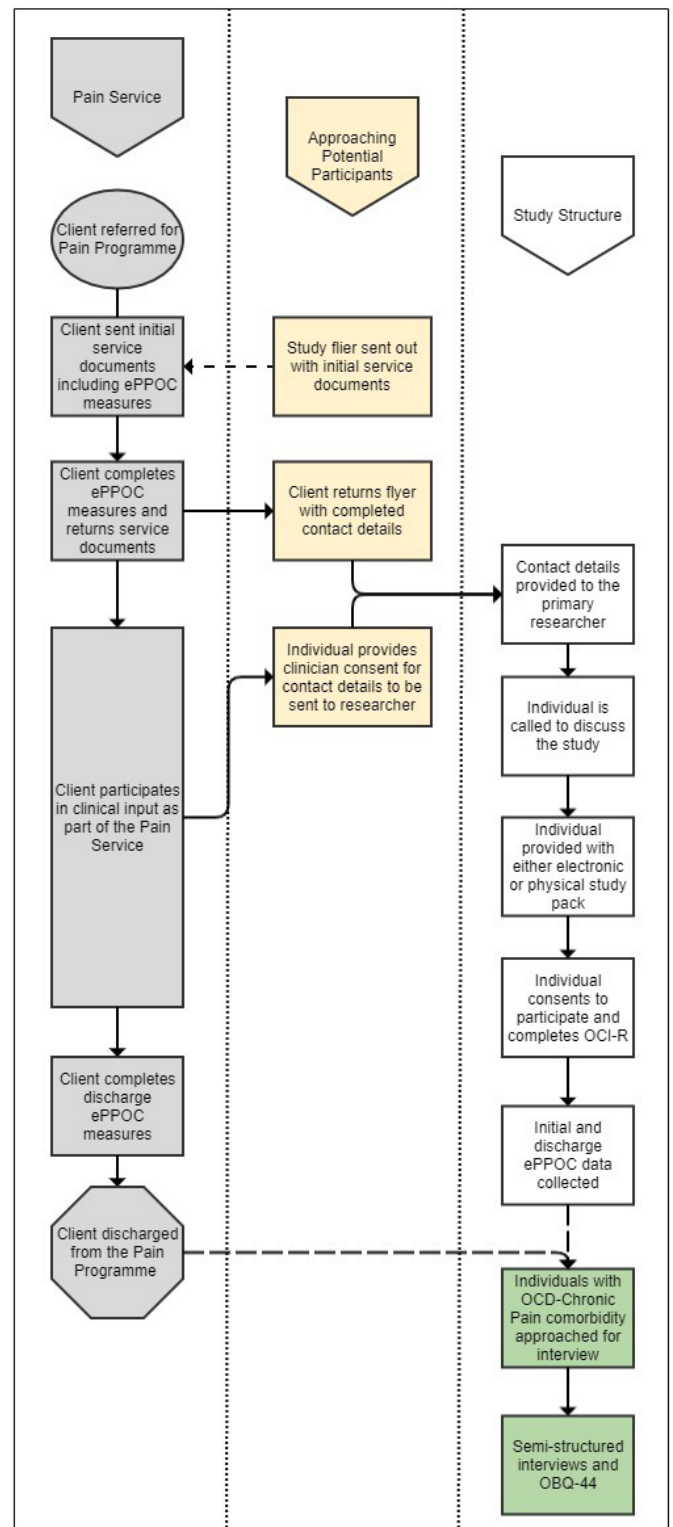 Pain Service
Client referred for
Pain Programme
Client sent initial
service
documents
including ePPOC
measures
Client completes
ePPOC
measures and
returns service
documents
Client participates
in clinical input as
part of the Pain
Service
Client completes
discharge
ePPOC
measures
Client discharged
from the Pain
Programme
Approaching
Potential
Participants
Study flier sent out
with initial service
documents
Client returns flyer
with completed
contact details
Individual provides
clinician consent for
contact details to be
sent to researcher
Study Structure
Contact details
provided to the
primary
researcher
Individual is
called to discuss
the study
Individual
provided with
either electronic
or physical study
pack
Individual
consents to
participate and
completes OCI-R
Initial and
discharge
ePPOC data
collected
Individuals with
OCD-Chronic
Pain comorbidity
approached for
interview
Semi-structured
interviews and
OBQ-44